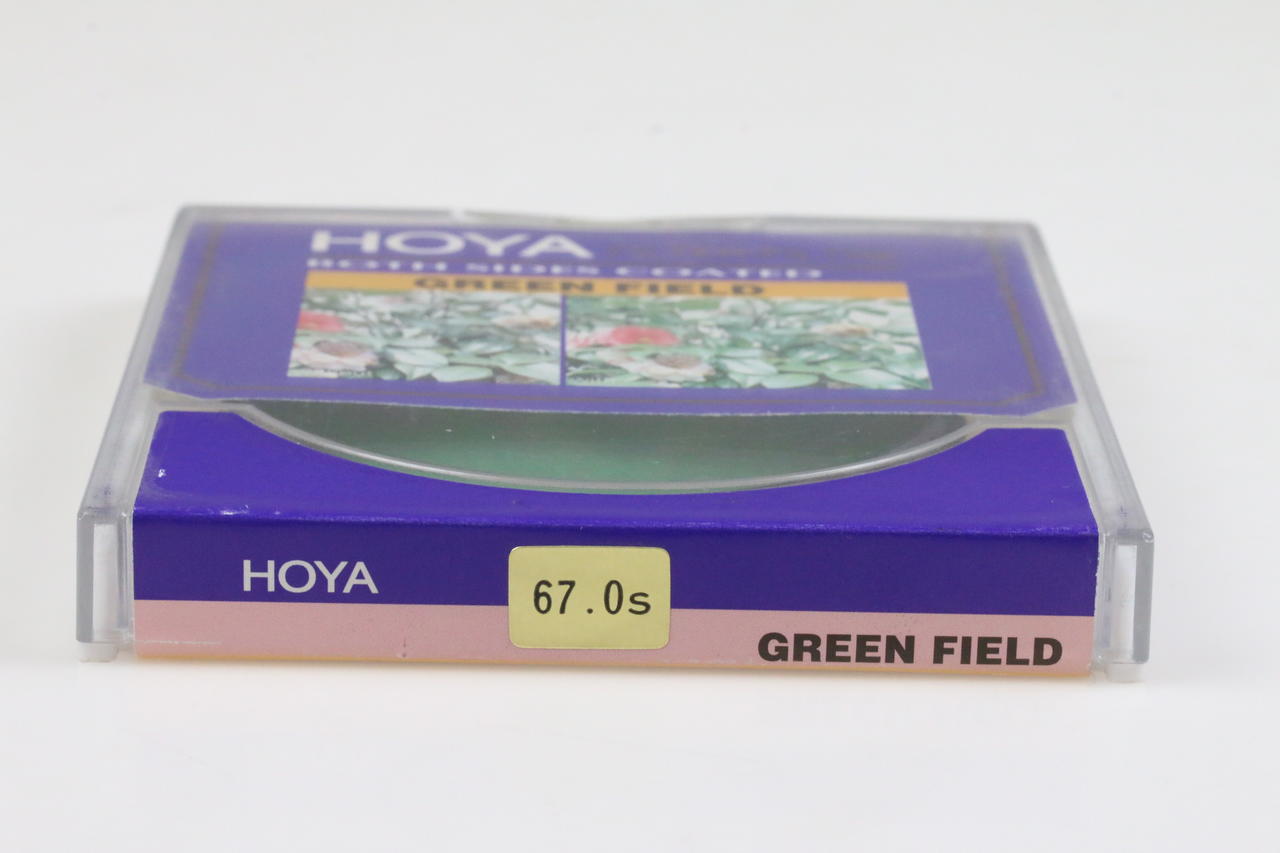 HOYA
BOTH SIDES COATED
GREEN FIELD
HOYA
67.0s
GREEN FIELD